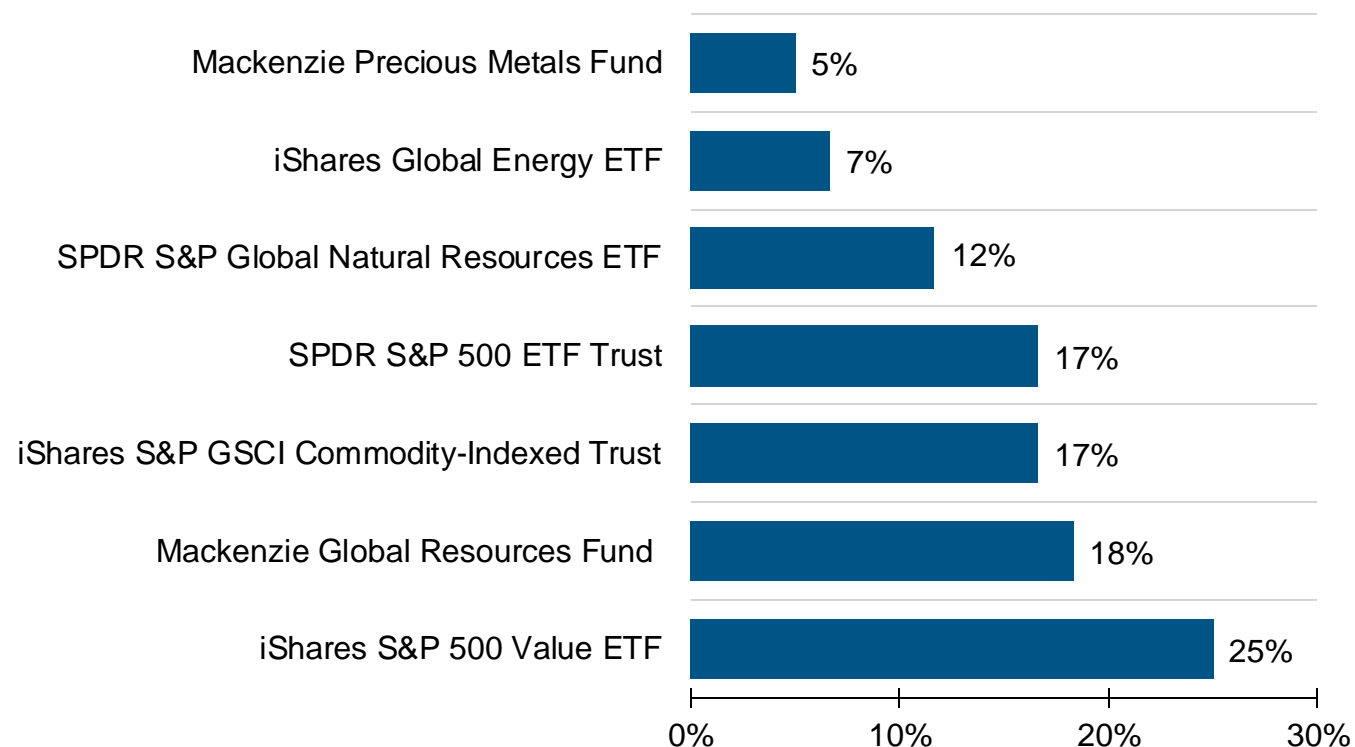 Mackenzie Precious Metals Fund 5%
iShares Global Energy ETF 7%
SPDR S&P Global Natural Resources ETF 12%
SPDR S&P 500 ETF Trust 17%
iShares S&P GSCI Commodity-Indexed Trust 17%
Mackenzie Global Resources Fund 18%
iShares S&P 500 Value ETF 25%
0% 10% 20% 30%